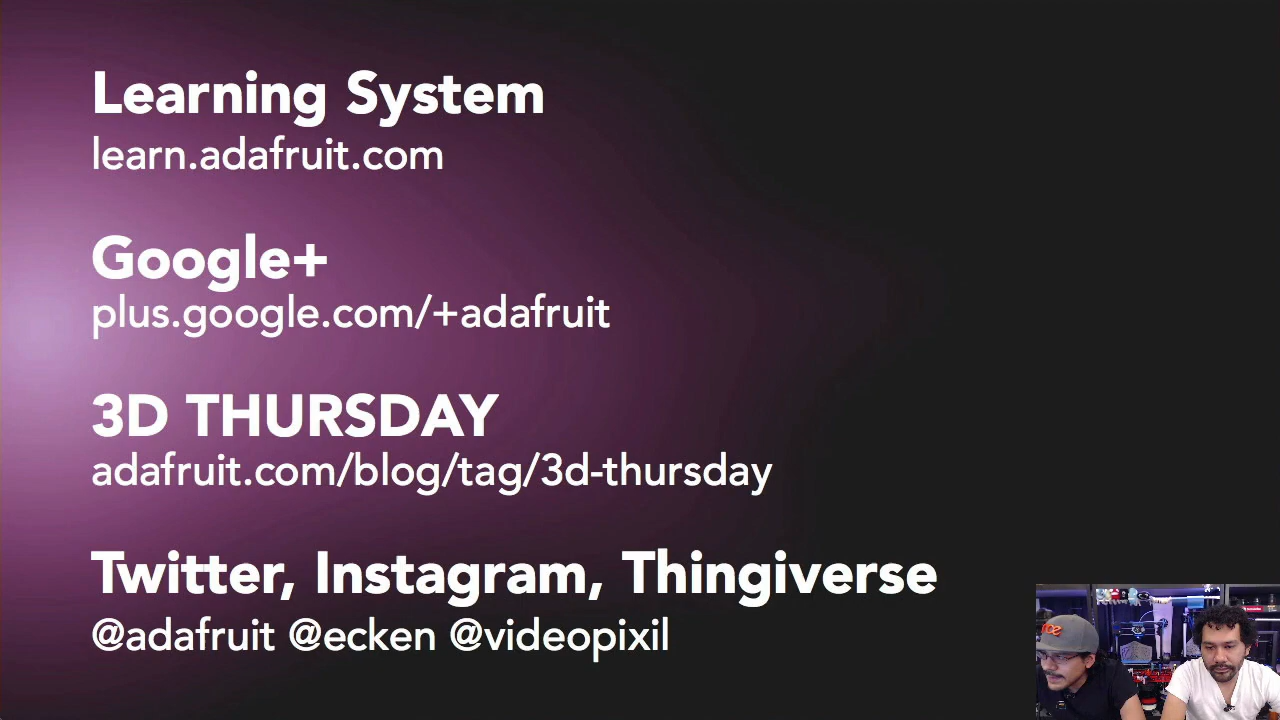 Learning System
learn.adafruit.com
Google+
plus.google.com/+adafruit
3D THURSDAY
adafruit.com/blog/tag/3d-thursday
Twitter, Instagram, Thingiverse
@adafruit @ecken @videopixil